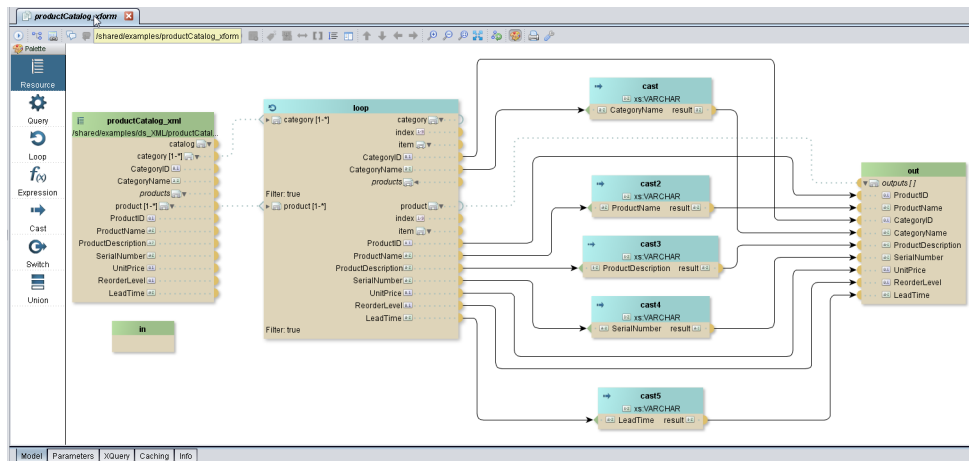 productCatalog_xform
/shared/examples/productCatalog_xform
Palette
Resource
Query
Loop
f(x)
Expression
Cast
Switch
Union
productCatalog_xml
/shared/examples/ds_XML/productCatal...
catalog
category [1-*]
CategoryID
CategoryName
products
product [1-*]
ProductID
ProductName
ProductDescription
SerialNumber
UnitPrice
ReorderLevel
LeadTime
in
loop
category [1-*] category
index
item
CategoryID
CategoryName
products
Filter: true
product [1-*] product
index
item
ProductID
ProductName
ProductDescription
SerialNumber
UnitPrice
ReorderLevel
LeadTime
Filter: true
cast
xs:VARCHAR
CategoryName result
cast2
xs:VARCHAR
ProductName result
cast3
xs:VARCHAR
ProductDescription result
cast4
xs:VARCHAR
SerialNumber result
cast5
xs:VARCHAR
LeadTime result
out
outputs [ ]
ProductID
ProductName
CategoryID
CategoryName
ProductDescription
SerialNumber
UnitPrice
ReorderLevel
LeadTime
Model Parameters XQuery Caching Info